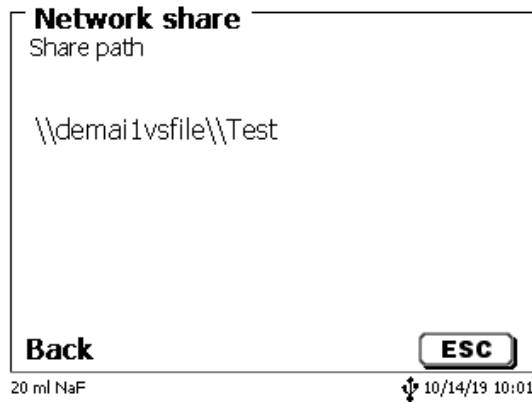 Network share
Share path
\\demai1vsfile\\Test
Back
ESC
20 ml NaF
10/14/19 10:01